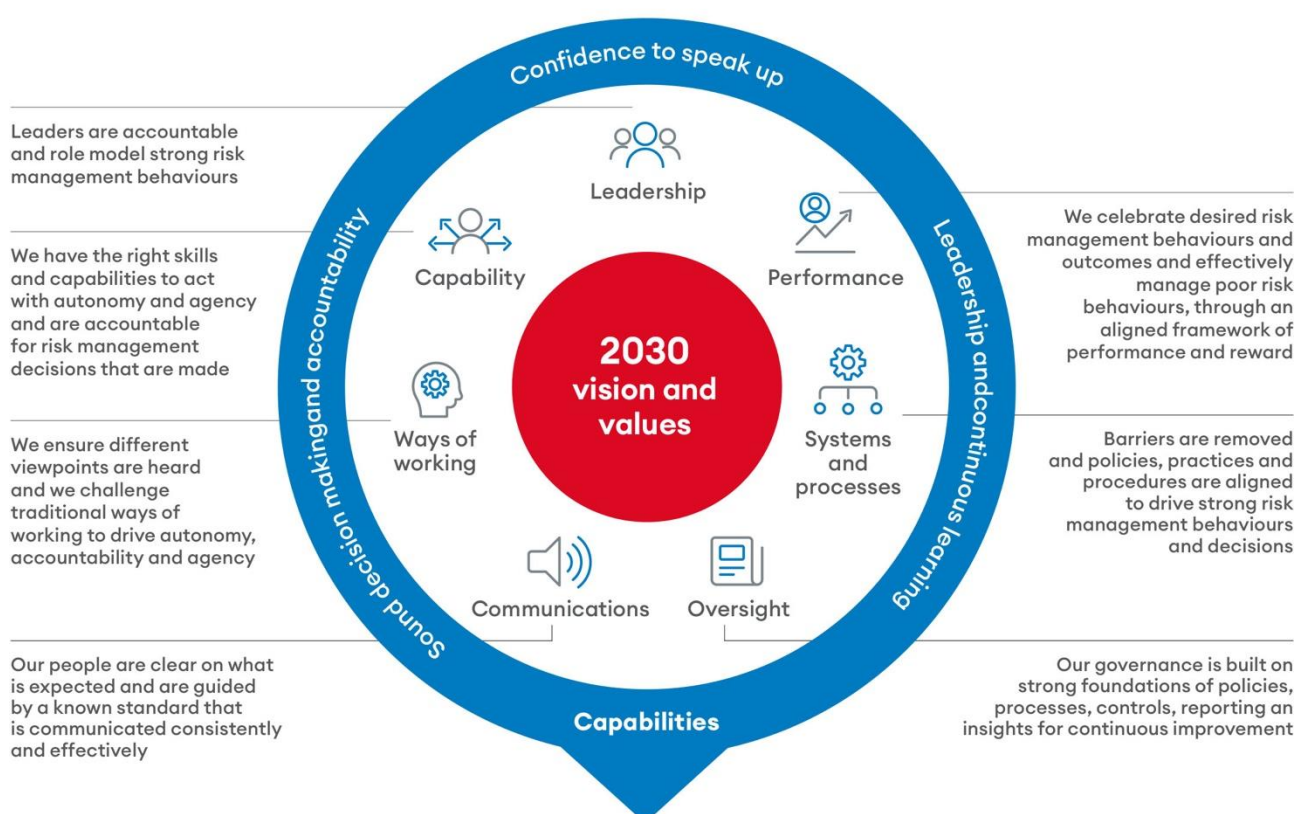 Confidence to speak up
Leaders are accountable
and role model strong risk
management behaviours
Leadership
We have the right skills
and capabilities to act
with autonomy and agency
and are accountable
for risk management
decisions that are made
Capability
Performance
We celebrate desired risk
management behaviours and
outcomes and effectively
manage poor risk
behaviours, through an
aligned framework of
performance and reward
Sound decision makingand accountability
2030
vision and
values
Leadership andcontinuous learning
We ensure different
viewpoints are heard
and we challenge
traditional ways of
working to drive autonomy,
accountability and agency
Ways of
working
Systems
and
processes
Barriers are removed
and policies, practices and
procedures are aligned
to drive strong risk
management behaviours
and decisions
Communications
Oversight
Our people are clear on what
is expected and are guided
by a known standard that
is communicated consistently
and effectively
Our governance is built on
strong foundations of policies,
processes, controls, reporting an
insights for continuous improvement
Capabilities